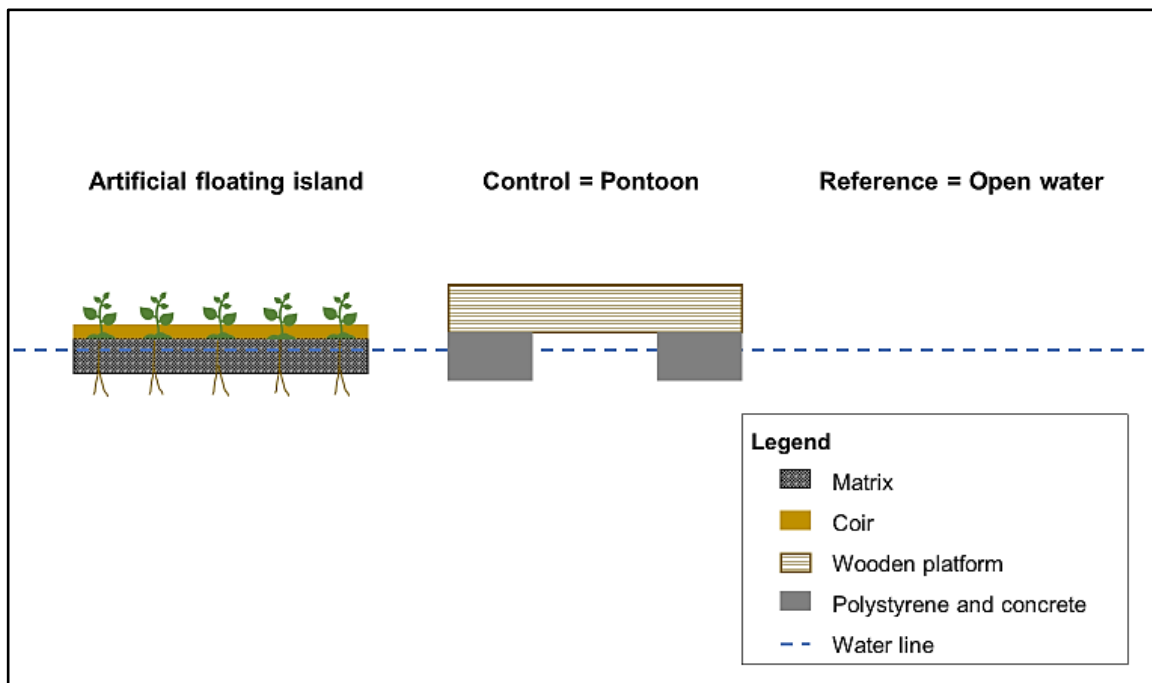 Artificial floating island
Control = Pontoon
Reference = Open water
Legend
Matrix
Coir
Wooden platform
Polystyrene and concrete
Water line